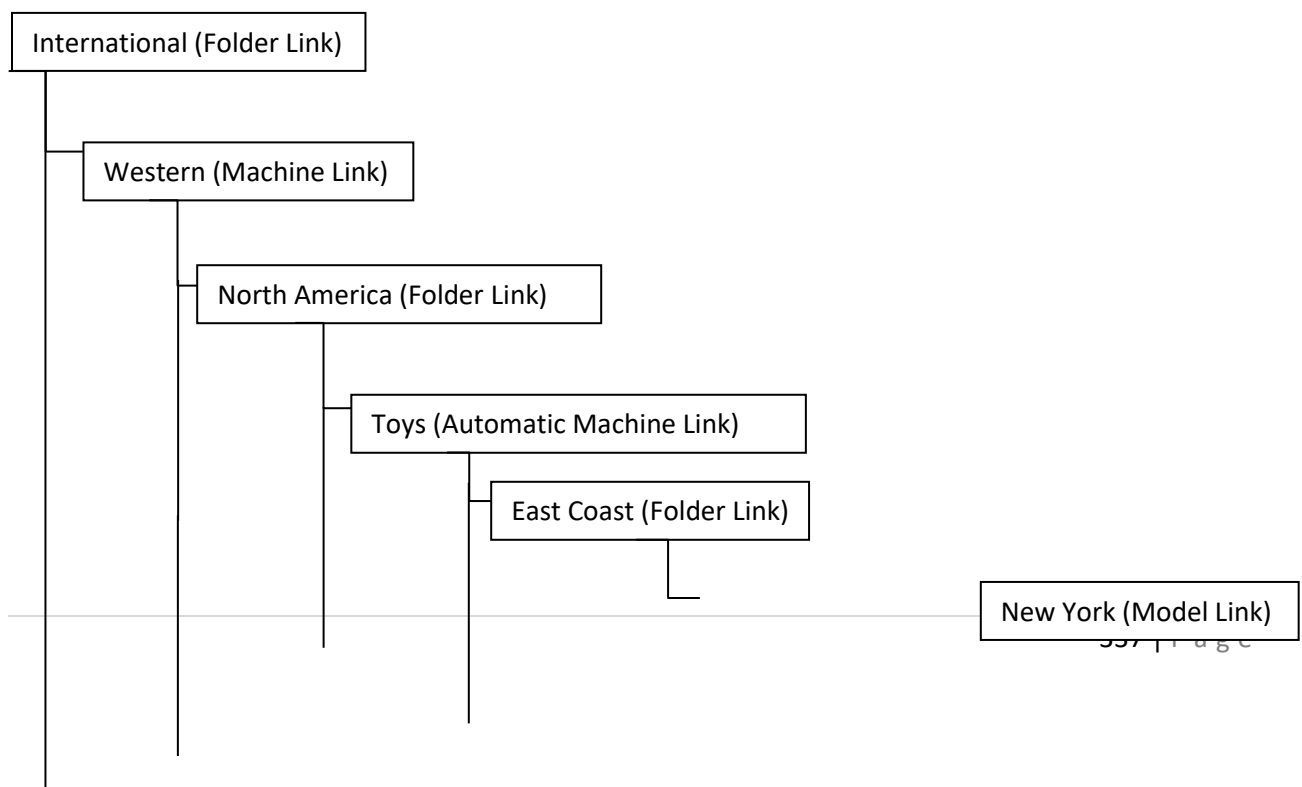 International (Folder Link)
Western (Machine Link)
North America (Folder Link)
Toys (Automatic Machine Link)
East Coast (Folder Link)
New York (Model Link)